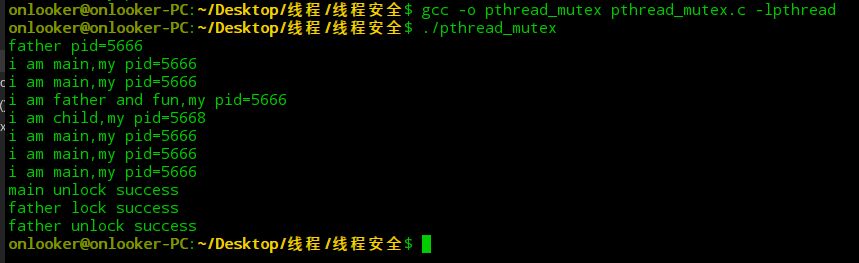 onlooker@onlooker-PC:~/Desktop/线程/线程安全$ gcc -o pthread_mutex pthread_mutex.c -lpthread
onlooker@onlooker-PC:~/Desktop/线程/线程安全$ ./pthread_mutex
father pid=5666
i am main,my pid=5666
i am main,my pid=5666
i am father and fun,my pid=5666
i am child,my pid=5668
i am main,my pid=5666
i am main,my pid=5666
i am main,my pid=5666
main unlock success
father lock success
father unlock success
onlooker@onlooker-PC:~/Desktop/线程/线程安全$